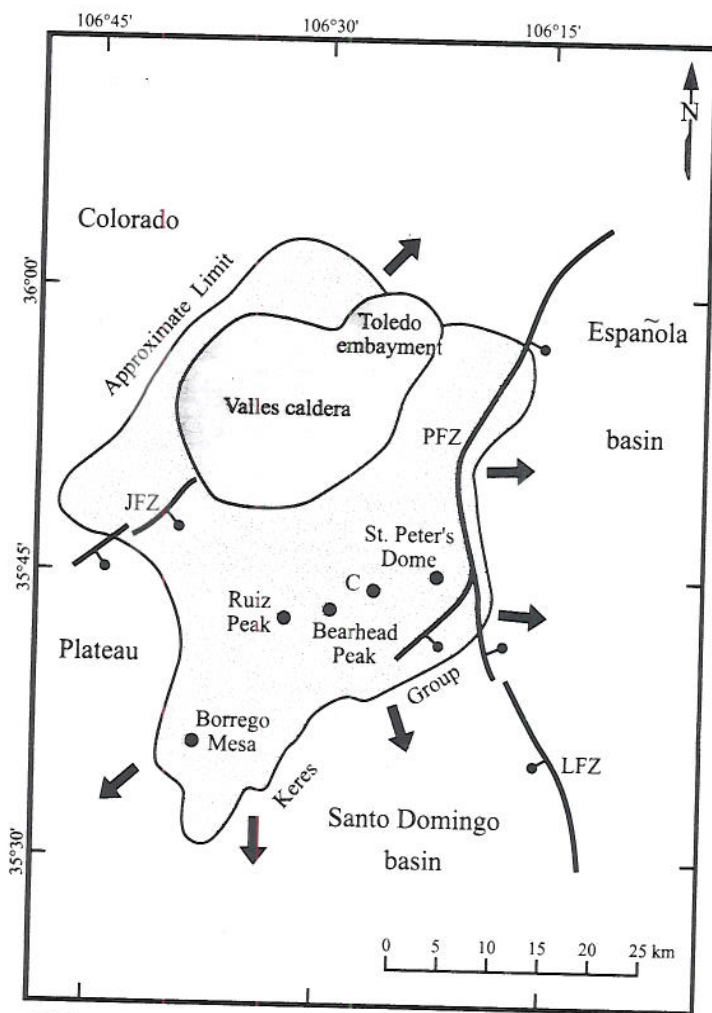 106°45'
106°30'
106°15'
N
Colorado
36°00'
Approximate Limit
Toledo
embayment
Española
Valles caldera
PFZ
basin
JFZ
St. Peter's
Dome
35°45'
C
Ruiz
Peak
Bearhead
Peak
Plateau
Group
Borrego
Mesa
Keres
LFZ
Santo Domingo
basin
35°30'
0 5 10 15 20 25 km